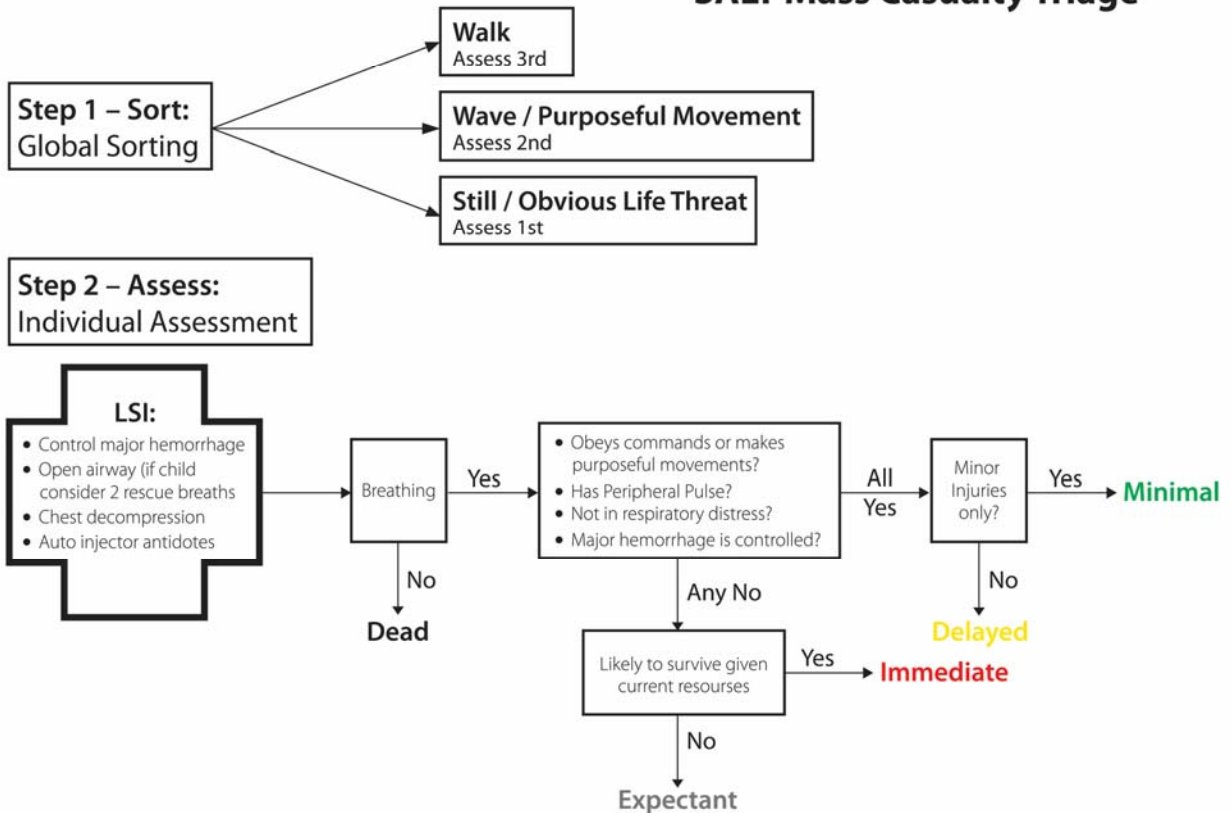 SALT Mass Casualty Triage
Walk
Assess 3rd
Step 1 – Sort:
Global Sorting
Wave / Purposeful Movement
Assess 2nd
Still / Obvious Life Threat
Assess 1st
Step 2 – Assess:
Individual Assessment
LSI:
• Control major hemorrhage
• Open airway (if child
consider 2 rescue breaths
• Chest decompression
• Auto injector antidotes
Breathing
Yes
No
Dead
• Obeys commands or makes
purposeful movements?
• Has Peripheral Pulse?
• Not in respiratory distress?
• Major hemorrhage is controlled?
All
Yes
Minor
Injuries
only?
Yes
Minimal
No
Delayed
Any No
Likely to survive given
current resourses
Yes
Immediate
No
Expectant